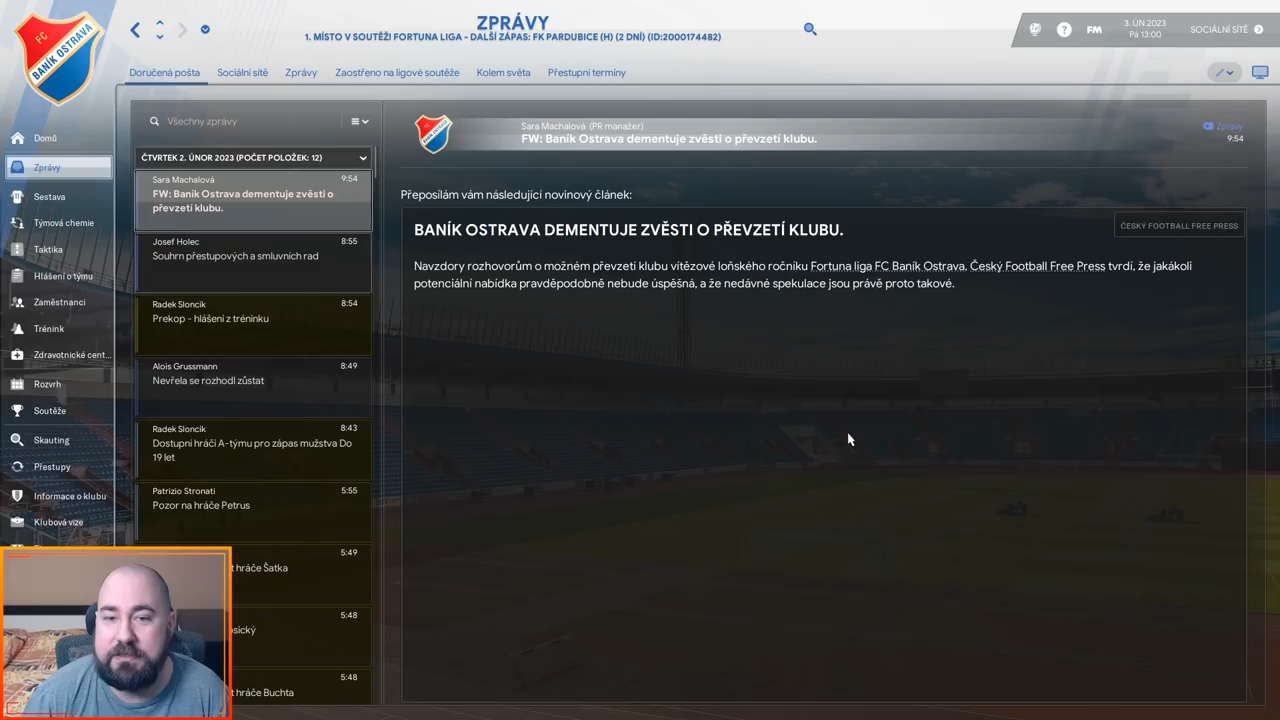 FC
BANÍK OSTRAVA
ZPRÁVY
1. MÍSTO V SOUTĚŽI FORTUNA LIGA - DALŠÍ ZÁPAS: FK PARDUBICE (H) (2 DNÍ) (ID:2000174482)
FM
3. ÚN 2023
Pá 13:00
SOCIÁLNÍ SÍTĚ
Doručená pošta
Sociální sítě
Zprávy
Zaostřeno na ligové soutěže
Kolem světa
Přestupní termíny
Domů
Zprávy
Sestava
Týmová chemie
Taktika
Hlášení o týmu
Zaměstnanci
Trénink
Zdravotnické cent...
Rozvrh
Soutěže
Skauting
Přestupy
Informace o klubu
Klubová vize
Všechny zprávy
ČTVRTEK 2. ÚNOR 2023 (POČET POLOŽEK: 12)
Sara Machalová 9:54
FW: Baník Ostrava dementuje zvěsti o
převzetí klubu.
Josef Holec 8:55
Souhrn přestupových a smluvních rad
Radek Sloncik 8:54
Prekop - hlášení z tréninku
Alois Grussmann 8:49
Nevřela se rozhodl zůstat
Radek Sloncik 8:43
Dostupní hráči A-týmu pro zápas mužstva Do
19 let
Patrizio Stronati 5:55
Pozor na hráče Petrus
5:49
t hráče Šatka
5:48
osický
5:48
t hráče Buchta
Sara Machalová (PR manažer)
FW: Baník Ostrava dementuje zvěsti o převzetí klubu.
Zprávy
9:54
Přeposílám vám následující novinový článek:
BANÍK OSTRAVA DEMENTUJE ZVĚSTI O PŘEVZETÍ KLUBU.
ČESKÝ FOOTBALL FREE PRESS
Navzdory rozhovorům o možném převzetí klubu vítězové loňského ročníku Fortuna liga FC Baník Ostrava, Český Football Free Press tvrdí, že jakákoli
potenciální nabídka pravděpodobně nebude úspěšná, a že nedávné spekulace jsou právě proto takové.